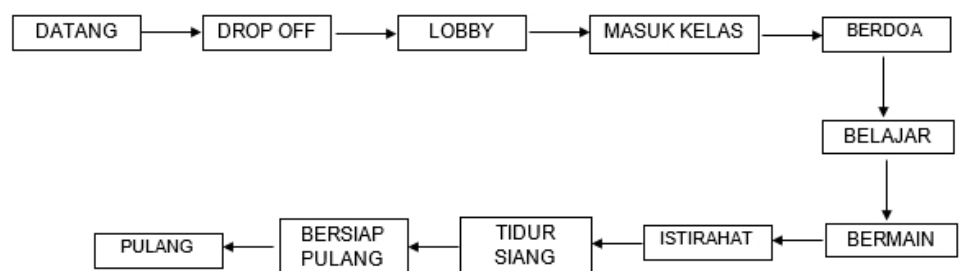 DATANG
DROP OFF
LOBBY
MASUK KELAS
BERDOA
BELAJAR
BERMAIN
ISTIRAHAT
TIDUR
SIANG
BERSIAP
PULANG
PULANG